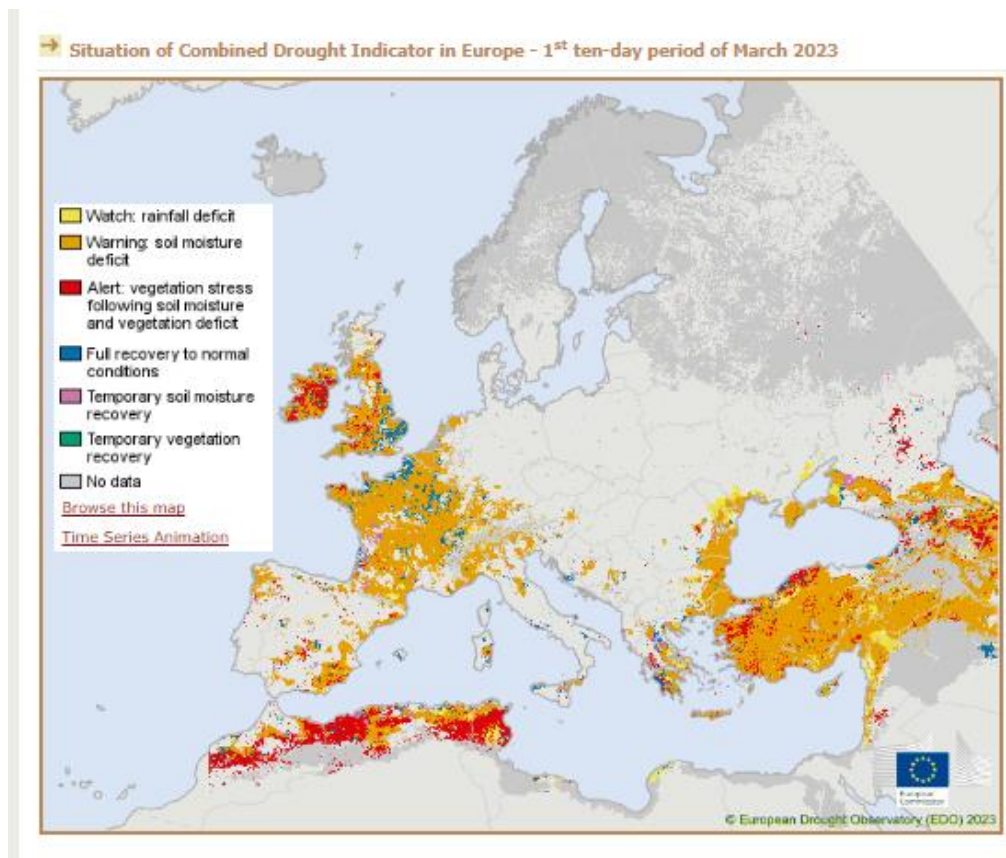 Situation of Combined Drought Indicator in Europe - 1st ten-day period of March 2023
Watch: rainfall deficit
Warning: soil moisture
deficit
Alert: vegetation stress
following soil moisture
and vegetation deficit
Full recovery to normal
conditions
Temporary soil moisture
recovery
Temporary vegetation
recovery
No data
Browse this map
Time Series Animation
European
Commission
© European Drought Observatory (EDO) 2023